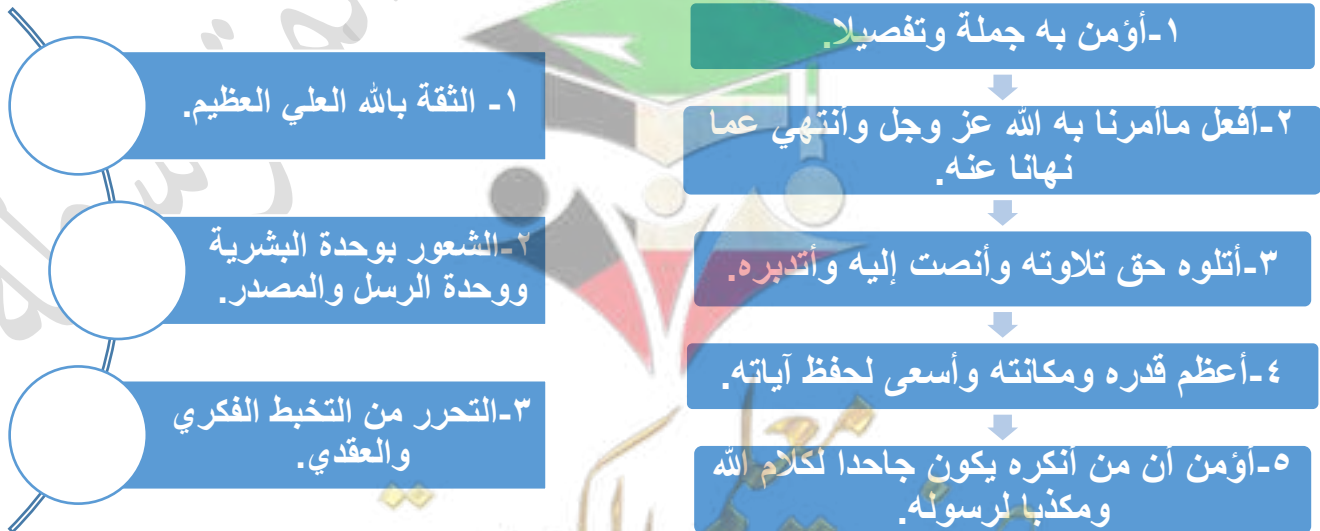 ١-أؤمن به جملة وتفصيلا.
٢-أفعل ماأمرنا به الله عز وجل وأنتهي عما
نهانا عنه.
٣-أتلوه حق تلاوته وأنصت إليه وأتدبره.
٤-أعظم قدره ومكانته وأسعى لحفظ آياته.
٥-أؤمن أن من أنكره يكون جاحدا لكلام الله
ومكذبا لرسوله.
١- الثقة بالله العلي العظيم.
٢-الشعور بوحدة البشرية
ووحدة الرسل والمصدر.
٣-التحرر من التخبط الفكري
والعقدي.